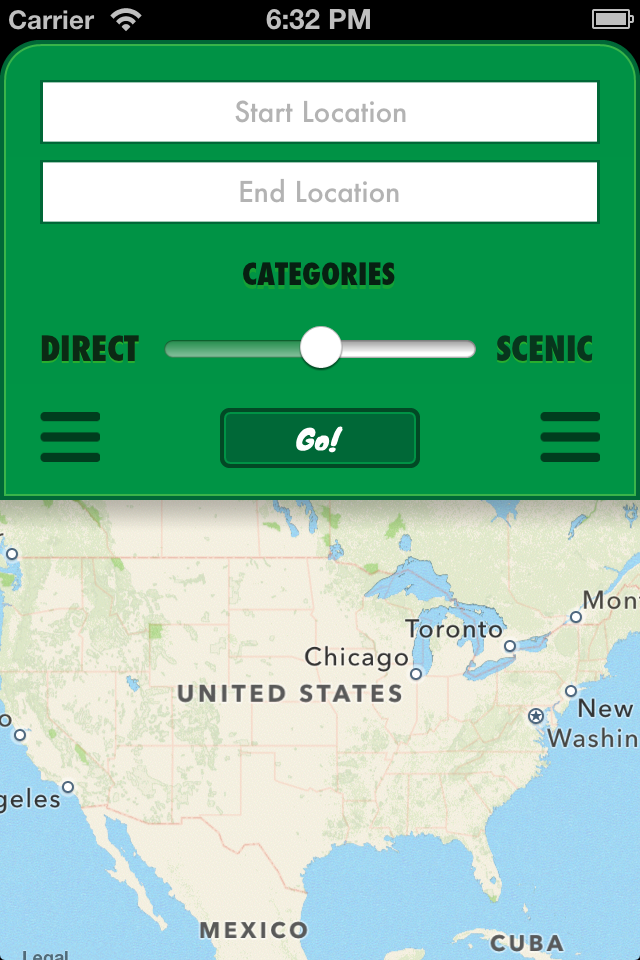 Carrier 6:32 PM
Start Location
End Location
CATEGORIES
DIRECT SCENIC
Go!
Mon
Toronto
Chicago
UNITED STATES
New
o
Washin
geles
MEXICO
CUBA
Legal